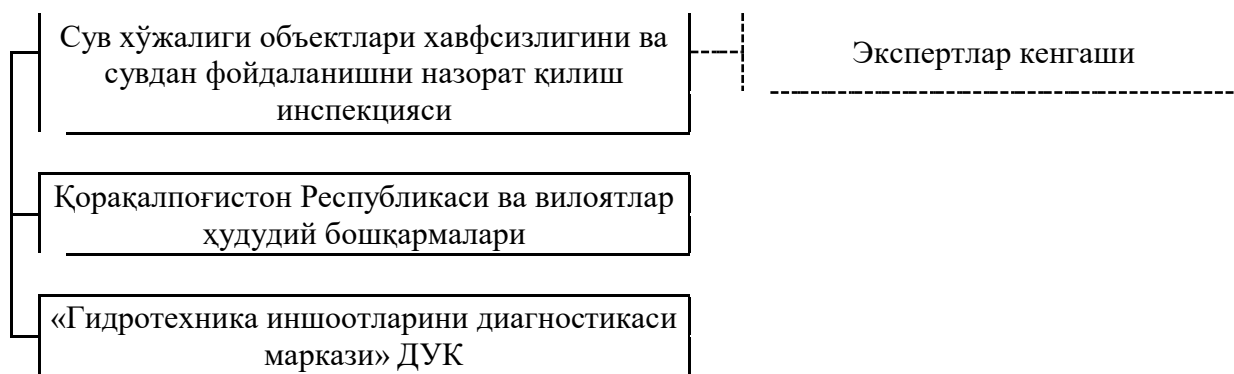 Сув хўжалиги объектлари хавфсизлигини ва
сувдан фойдаланишни назорат қилиш
инспекцияси
Экспертлар кенгаши
Қорақалпоғистон Республикаси ва вилоятлар
ҳудудий бошқармалари
«Гидротехника иншоотларини диагностикаси
маркази» ДУК